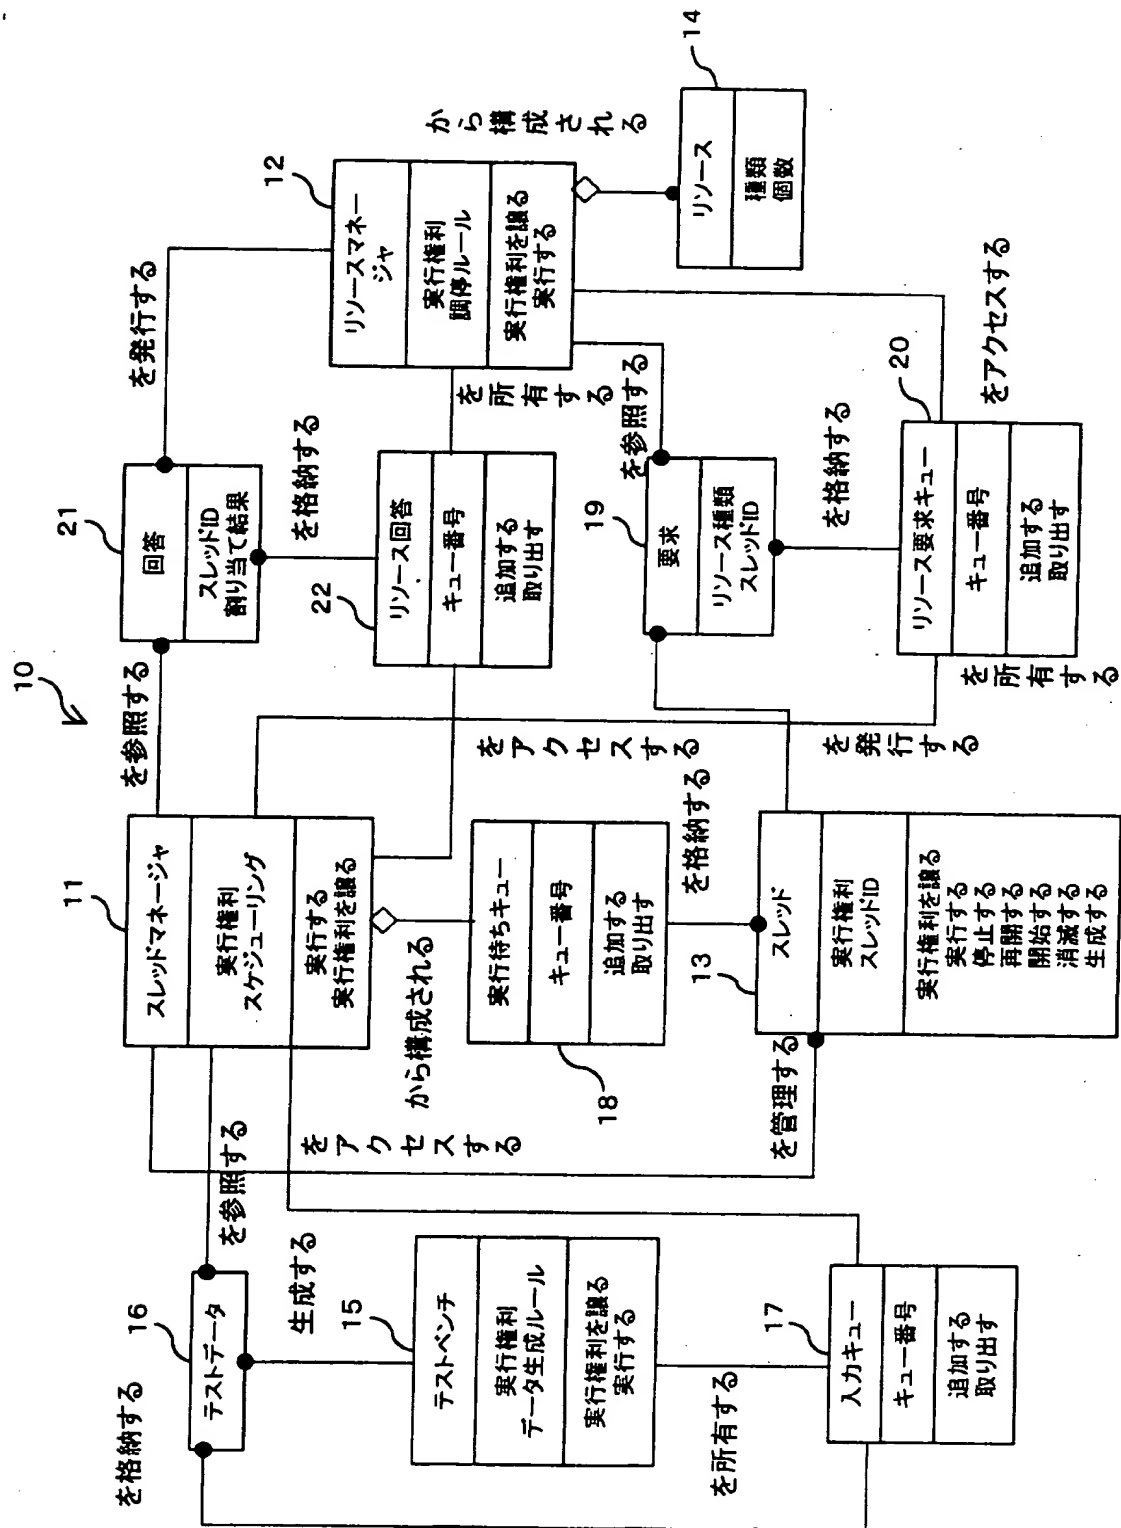 10
を格納する
16
テストデータ
を参照する
生成する
15
テストベンチ
実行権利
データ生成ルール
実行権利を譲る
実行する
を所有する
17
入力キュー
キュー番号
追加する
取り出す
11
スレッドマネージャ
実行権利
スケジューリング
実行する
実行権利を譲る
をアクセスする
から構成される
18
実行待ちキュー
キュー番号
追加する
取り出す
を格納する
を管理する
13
スレッド
実行権利
スレッドID
実行権利を譲る
実行する
停止する
再開する
開始する
消滅する
生成する
を参照する
21
回答
スレッドID
割り当て結果
を格納する
22
リソース回答
キュー番号
追加する
取り出す
をアクセスする
を発行する
19
要求
リソース種類
スレッドID
を格納する
20
リソース要求キュー
キュー番号
追加する
取り出す
を所有する
を発行する
12
リソースマネー
ジャ
実行権利
調停ルール
実行権利を譲る
実行する
を所有する
を参照する
をアクセスする
から構成される
14
リソース
種類
個数